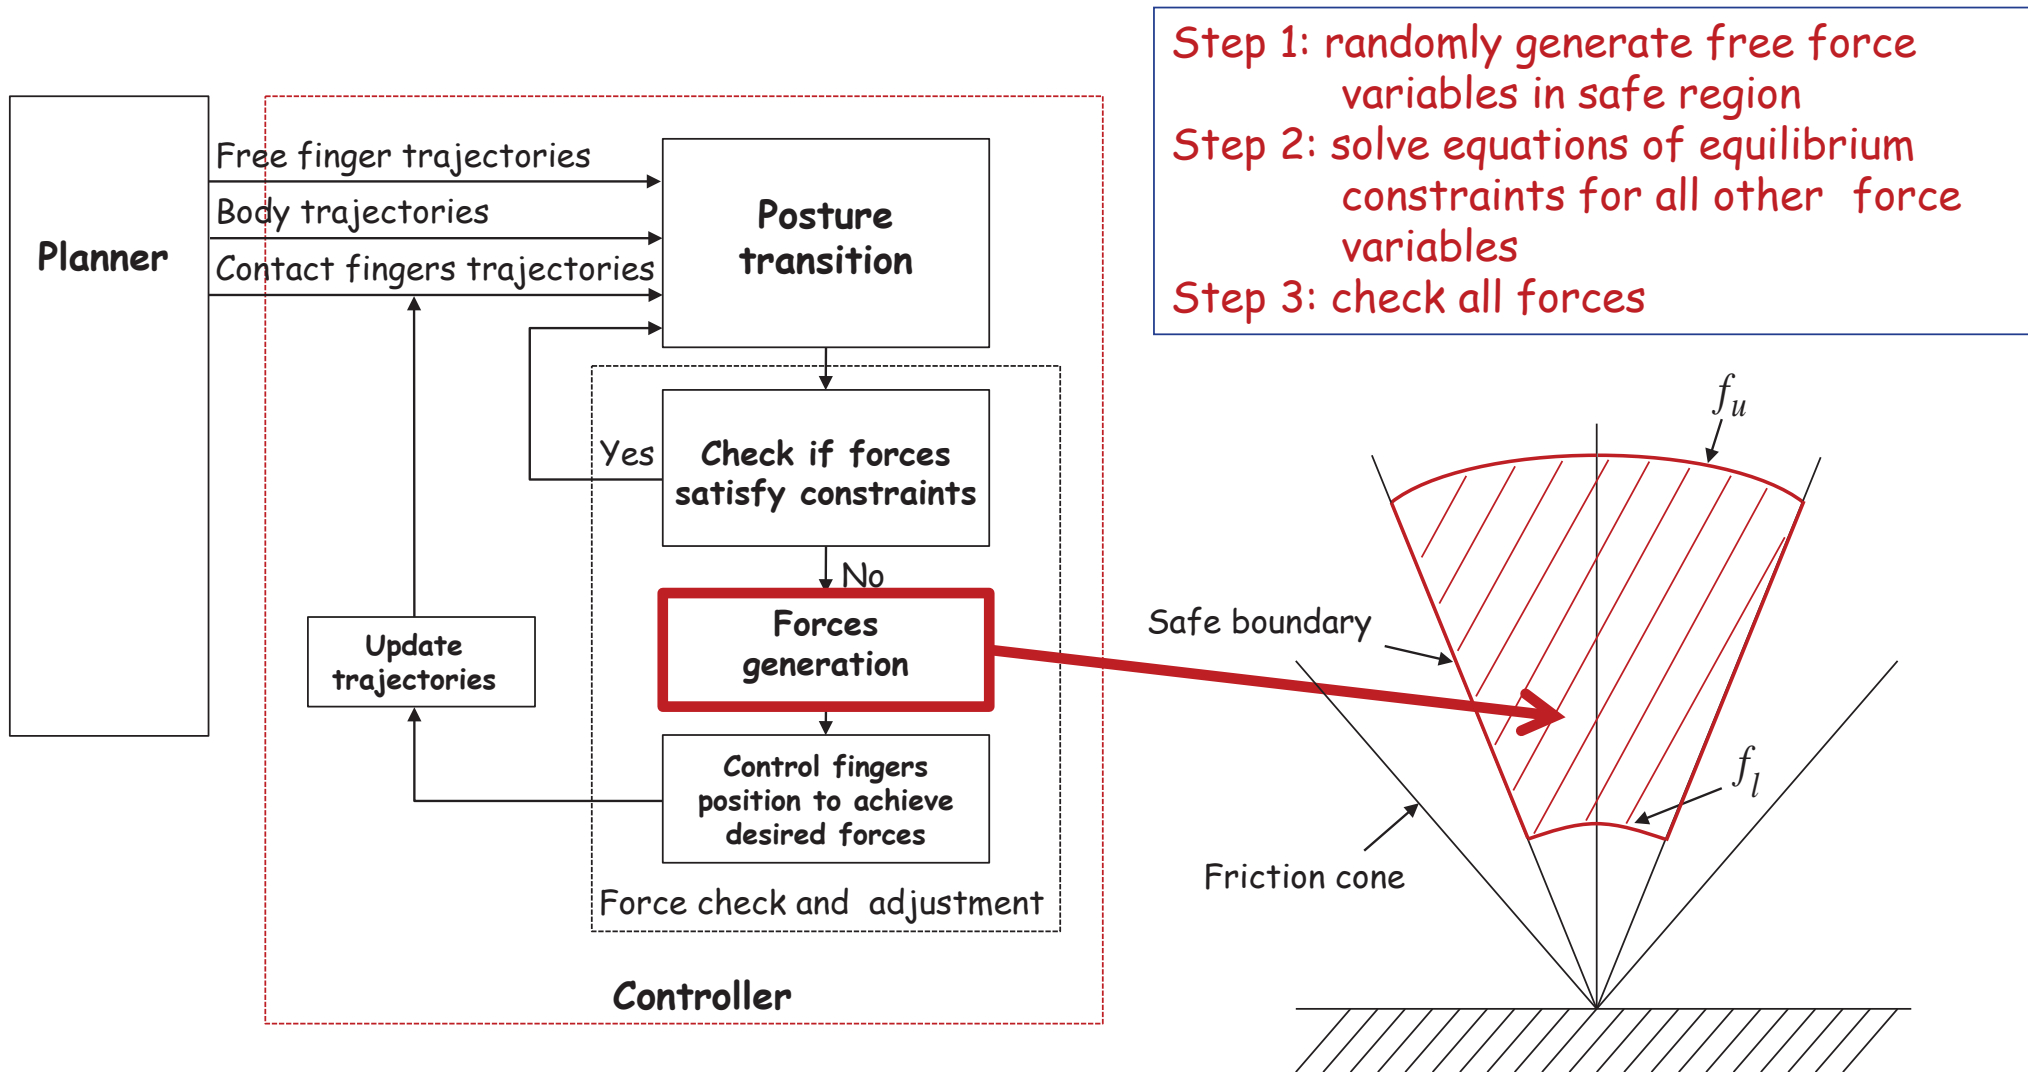 Planner
Free finger trajectories
Body trajectories
Contact fingers trajectories
Posture
transition
Yes
Check if forces
satisfy constraints
No
Forces
generation
Update
trajectories
Control fingers
position to achieve
desired forces
Force check and adjustment
Controller
Step 1: randomly generate free force
variables in safe region
Step 2: solve equations of equilibrium
constraints for all other force
variables
Step 3: check all forces
f_u
Safe boundary
f_l
Friction cone